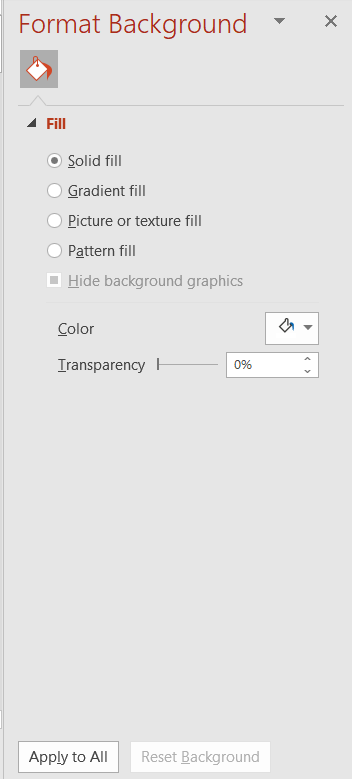 Format Background
Fill
Solid fill
Gradient fill
Picture or texture fill
Pattern fill
Hide background graphics
Color
Transparency 0%
Apply to All Reset Background